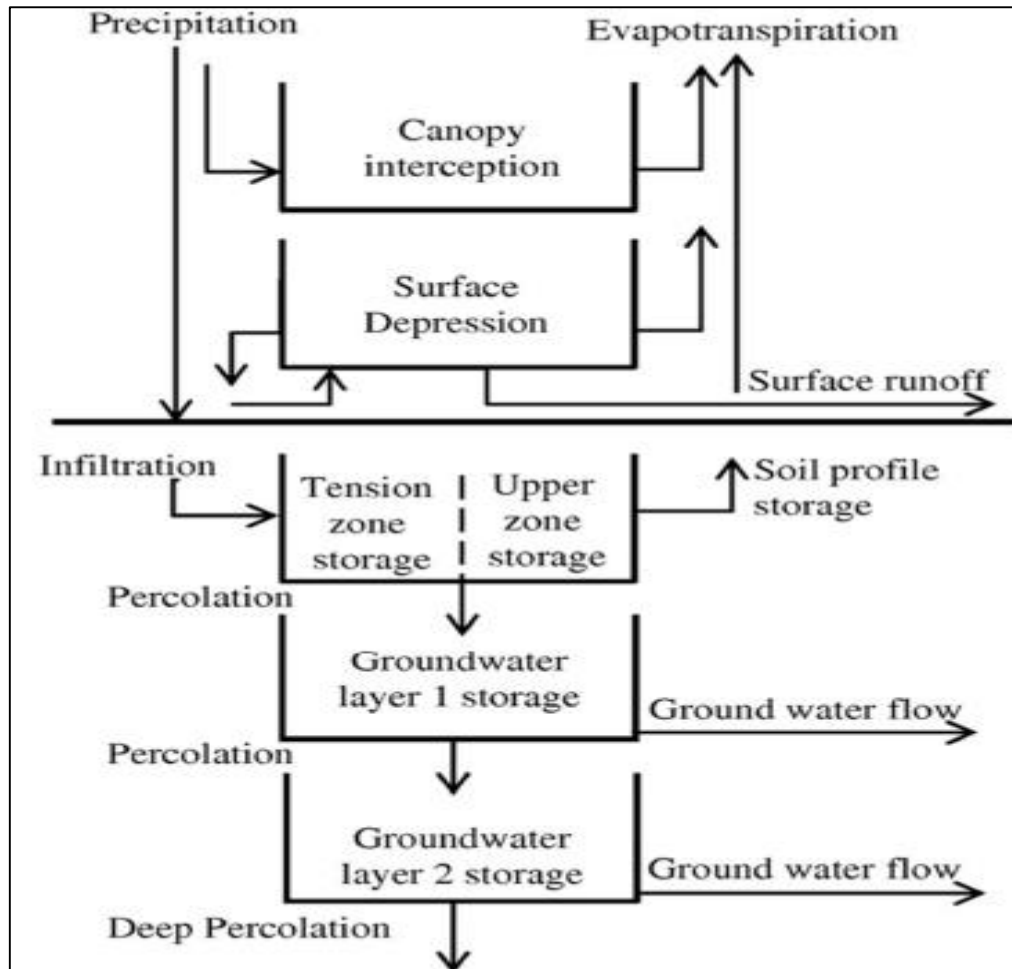 Precipitation
Evapotranspiration
Canopy
interception
Surface
Depression
Surface runoff
Infiltration
Tension
zone
storage
Upper
zone
storage
Soil profile
storage
Percolation
Groundwater
layer 1 storage
Ground water flow
Percolation
Groundwater
layer 2 storage
Ground water flow
Deep Percolation